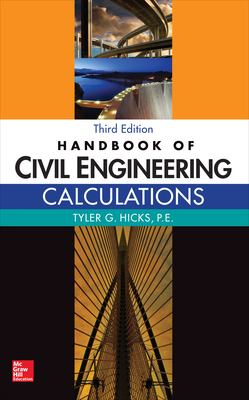 Third Edition
HANDBOOK OF
CIVIL ENGINEERING
CALCULATIONS
TYLER G. HICKS, P.E.
Mc
Graw
Hill
Education